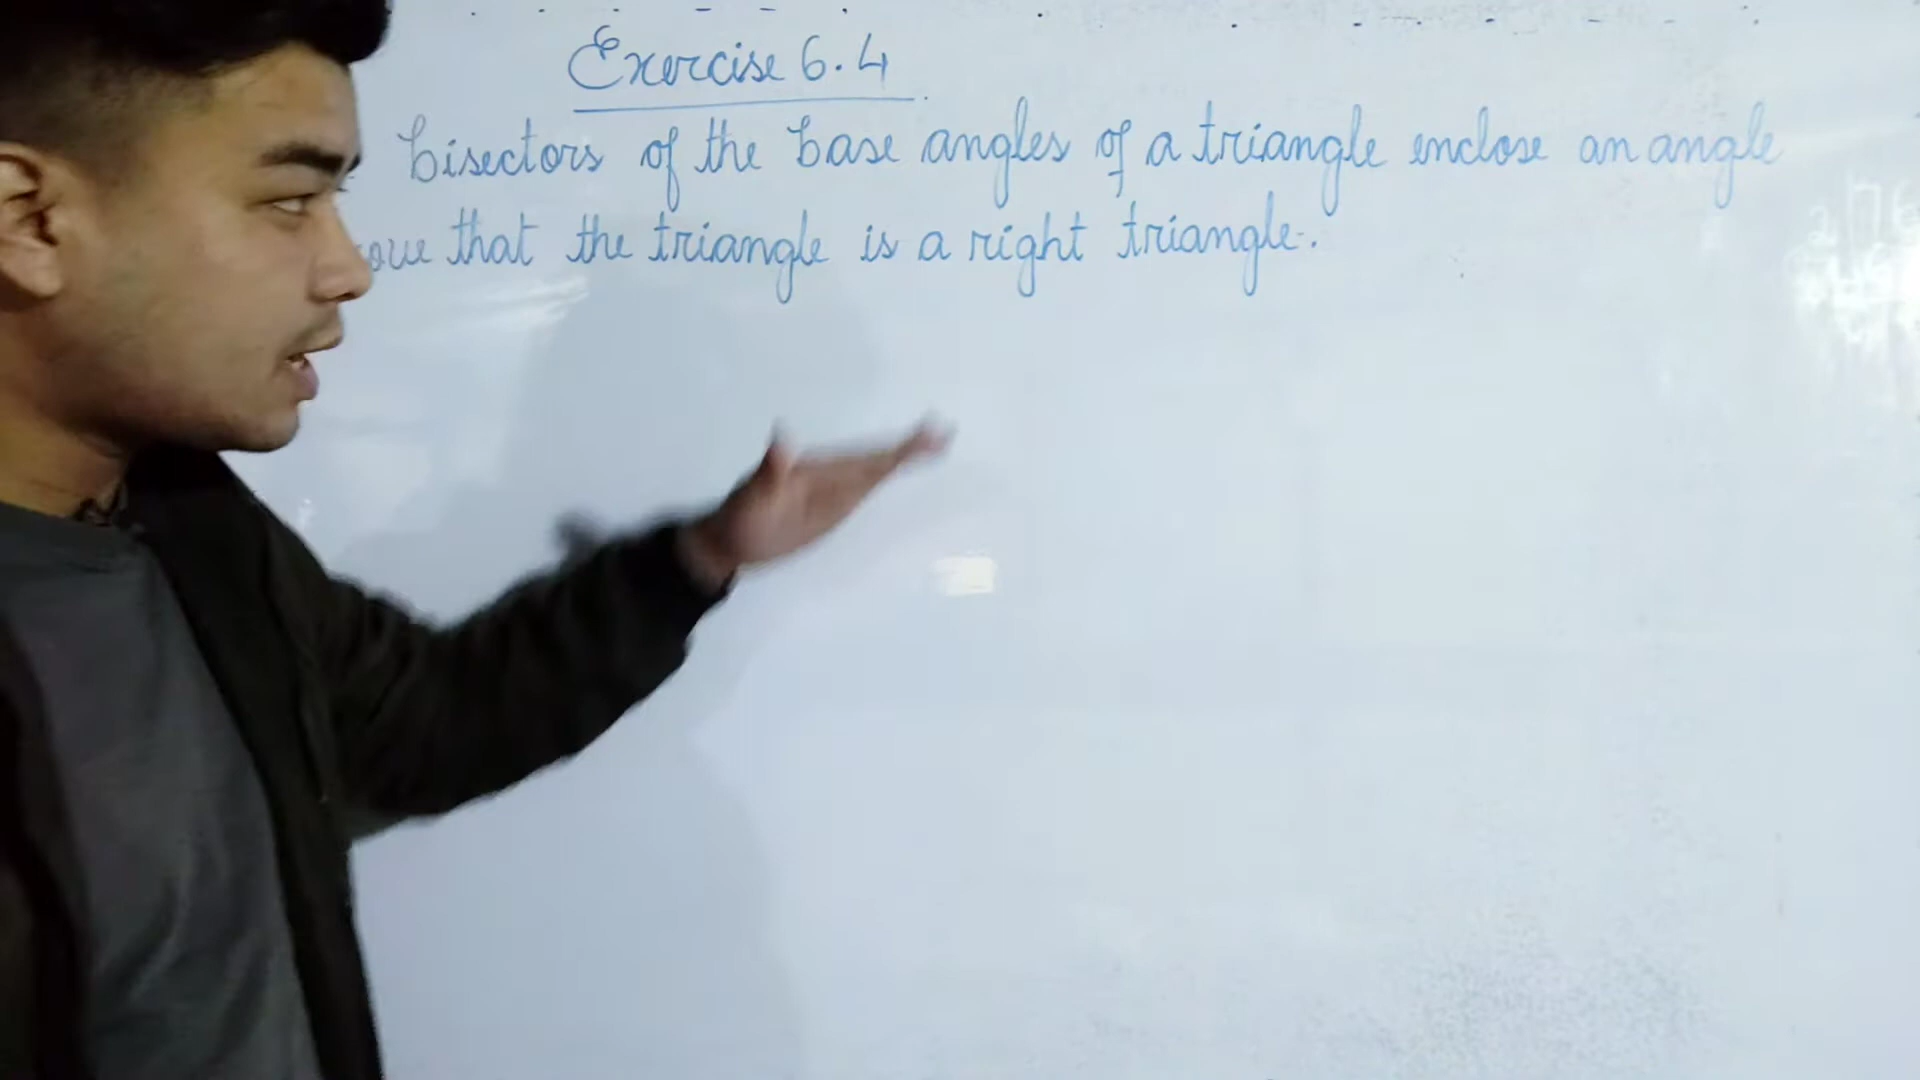 Exercise 6.4
bisectors of the base angles of a triangle enclose an angle
that the triangle is a right triangle.